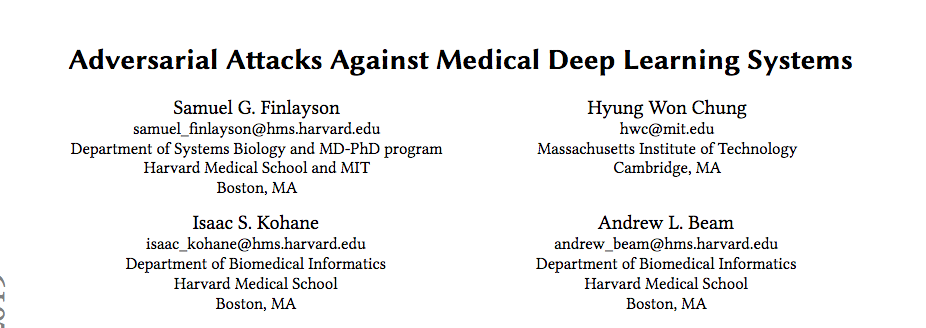 Adversarial Attacks Against Medical Deep Learning Systems
Samuel G. Finlayson
samuel_finlayson@hms.harvard.edu
Department of Systems Biology and MD-PhD program
Harvard Medical School and MIT
Boston, MA
Hyung Won Chung
hwc@mit.edu
Massachusetts Institute of Technology
Cambridge, MA
Isaac S. Kohane
isaac_kohane@hms.harvard.edu
Department of Biomedical Informatics
Harvard Medical School
Boston, MA
Andrew L. Beam
andrew_beam@hms.harvard.edu
Department of Biomedical Informatics
Harvard Medical School
Boston, MA